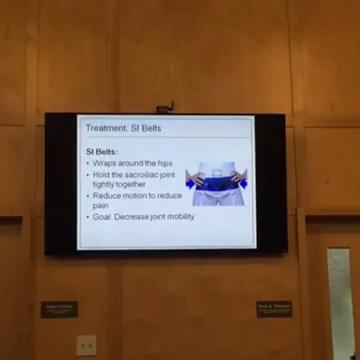 Treatment: SI Belts
SI Belts:
• Wraps around the hips
• Hold the sacroiliac joint
tightly together
• Reduce motion to reduce
pain
• Goal: Decrease joint mobility